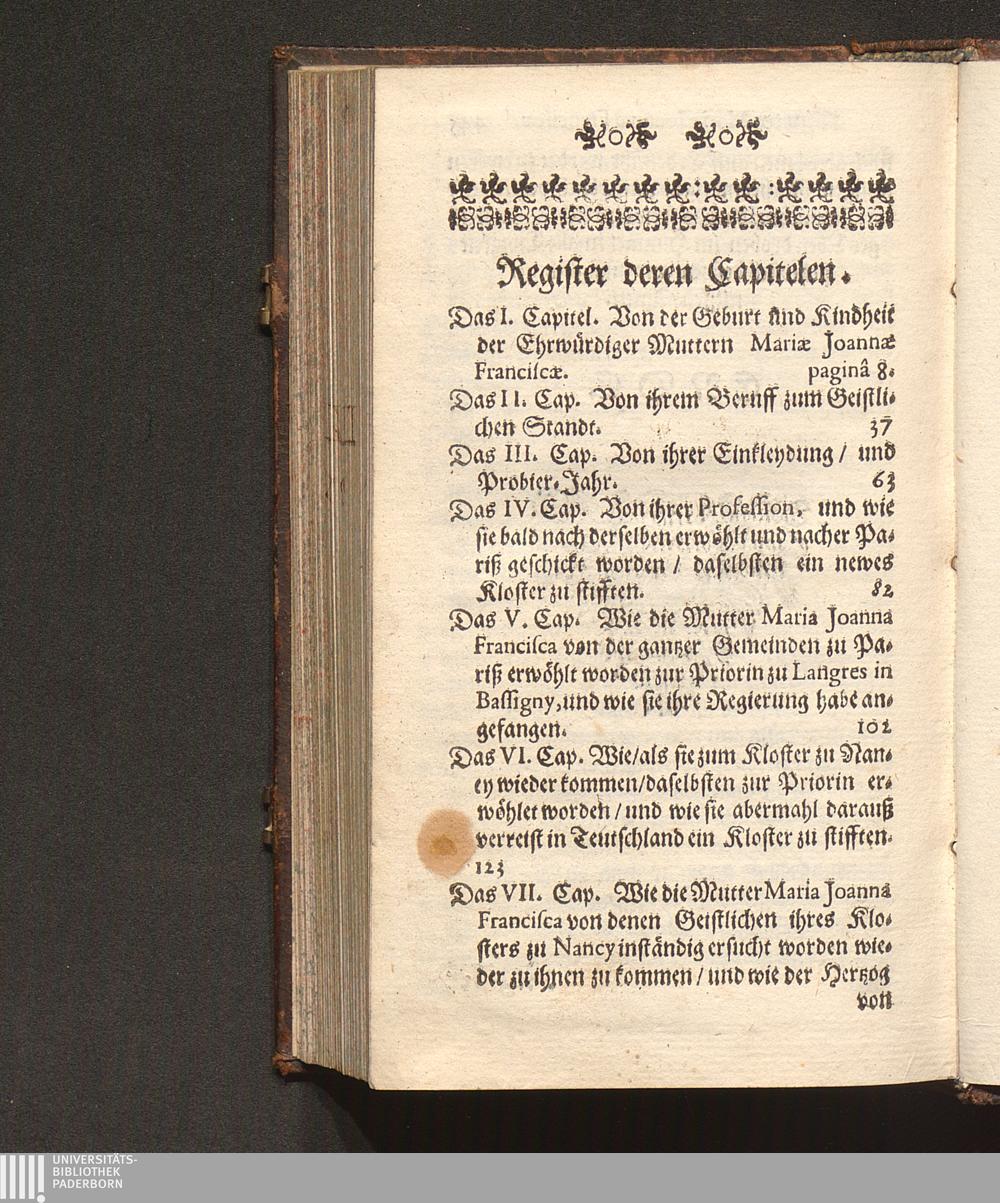 Register deren Capitelen.
Das I. Capitel. Von der Geburt und Kindheit
der Ehrwürdiger Muttern Mariæ Joannæ
Franciscæ. paginâ 8.
Das II. Cap. Von ihrem Beruff zum Geistli-
chen Standt. 37
Das III. Cap. Von ihrer Einkleydung / und
Probier-Jahr. 63
Das IV. Cap. Von ihrer Profession, und wie
sie bald nach derselben erwöhlt und nacher Pa-
riß geschickt worden / daselbsten ein newes
Kloster zu stifften. 82
Das V. Cap. Wie die Mutter Maria Joanna
Francisca von der gantzer Gemeinden zu Pa-
riß erwöhlt worden zur Priorin zu Langres in
Bassigny, und wie sie ihre Regierung habe an-
gefangen. 102
Das VI. Cap. Wie/als sie zum Kloster zu Nan-
cy wieder kommen/daselbsten zur Priorin er-
wöhlet worden / und wie sie abermahl darauß
verreist in Teutschland ein Kloster zu stifften.
123
Das VII. Cap. Wie die Mutter Maria Joanna
Francisca von denen Geistlichen ihres Klo-
sters zu Nancy inständig ersucht worden wie-
der zu ihnen zu kommen / und wie der Hertzog
von
UNIVERSITÄTS-
BIBLIOTHEK
PADERBORN